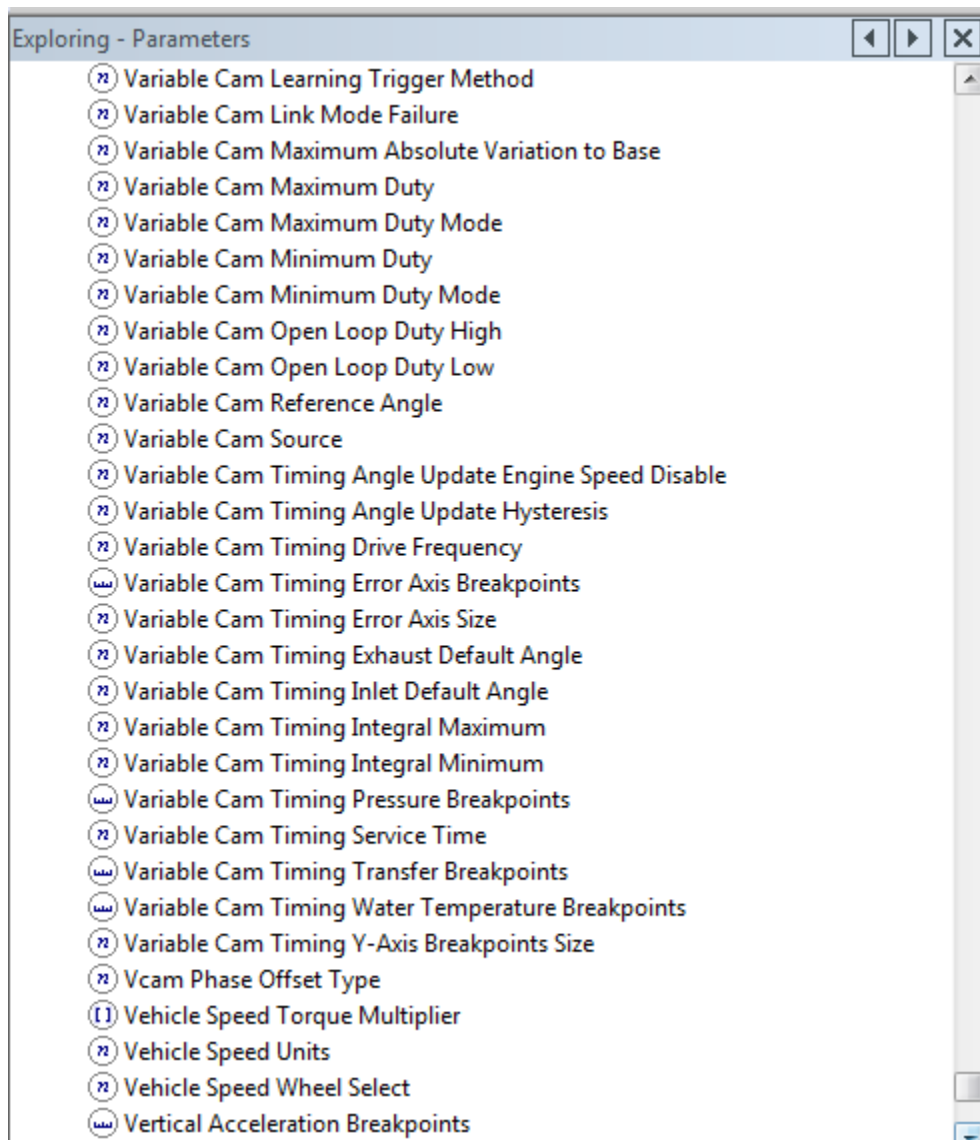 Exploring - Parameters
Variable Cam Learning Trigger Method
Variable Cam Link Mode Failure
Variable Cam Maximum Absolute Variation to Base
Variable Cam Maximum Duty
Variable Cam Maximum Duty Mode
Variable Cam Minimum Duty
Variable Cam Minimum Duty Mode
Variable Cam Open Loop Duty High
Variable Cam Open Loop Duty Low
Variable Cam Reference Angle
Variable Cam Source
Variable Cam Timing Angle Update Engine Speed Disable
Variable Cam Timing Angle Update Hysteresis
Variable Cam Timing Drive Frequency
Variable Cam Timing Error Axis Breakpoints
Variable Cam Timing Error Axis Size
Variable Cam Timing Exhaust Default Angle
Variable Cam Timing Inlet Default Angle
Variable Cam Timing Integral Maximum
Variable Cam Timing Integral Minimum
Variable Cam Timing Pressure Breakpoints
Variable Cam Timing Service Time
Variable Cam Timing Transfer Breakpoints
Variable Cam Timing Water Temperature Breakpoints
Variable Cam Timing Y-Axis Breakpoints Size
Vcam Phase Offset Type
Vehicle Speed Torque Multiplier
Vehicle Speed Units
Vehicle Speed Wheel Select
Vertical Acceleration Breakpoints